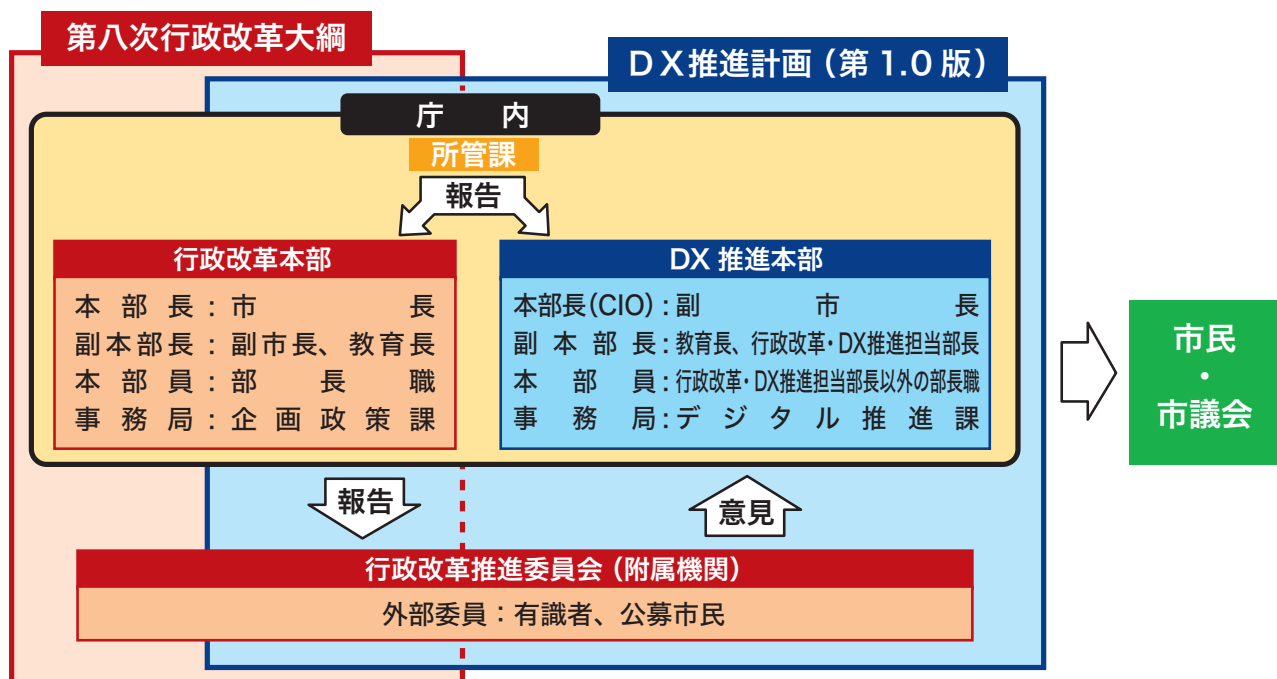 第八次行政改革大綱
DX推進計画（第 1.0 版）
庁内
所管課
報告
行政改革本部
本部長：市長
副本部長：副市長、教育長
本部員：部長職
事務局：企画政策課
DX 推進本部
本部長（CIO）：副市長
副本部長：教育長、行政改革・DX推進担当部長
本部員：行政改革・DX推進担当部長以外の部長職
事務局：デジタル推進課
市民
・
市議会
報告
意見
行政改革推進委員会（附属機関）
外部委員：有識者、公募市民